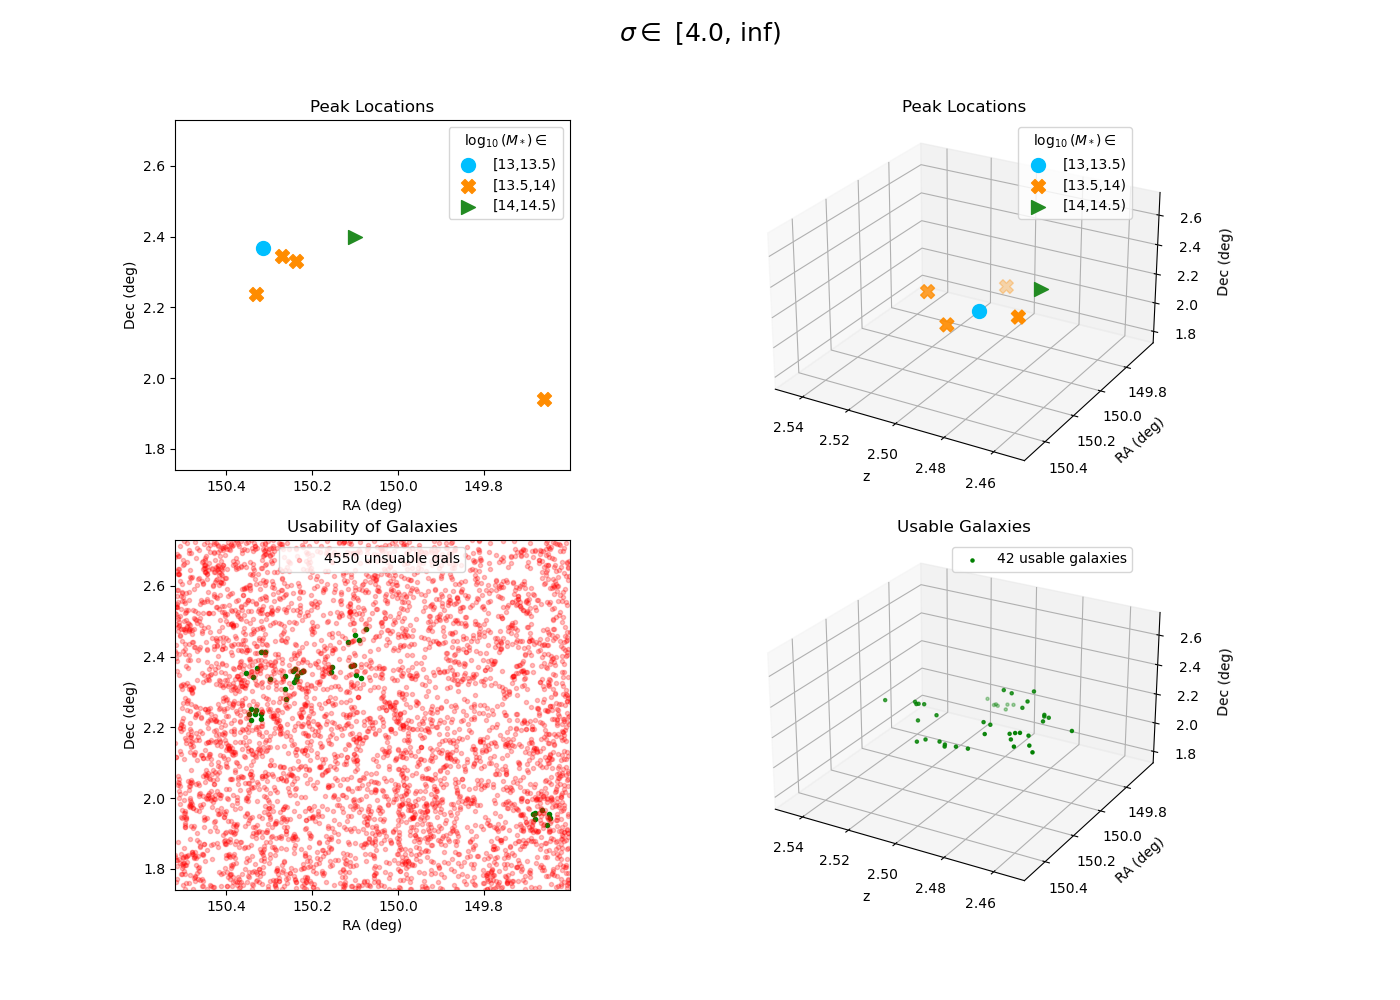 σ ∈ [4.0, inf)
Peak Locations
log₁₀(M*) ∈
[13,13.5)
[13.5,14)
[14,14.5)
2.6
2.4
2.2
2.0
1.8
Dec (deg)
150.4 150.2 150.0 149.8
RA (deg)
Peak Locations
log₁₀(M*) ∈
[13,13.5)
[13.5,14)
[14,14.5)
2.6
2.4
2.2
2.0
1.8
Dec (deg)
149.8
150.0
150.2
150.4
RA (deg)
2.54
2.52
2.50
2.48
2.46
z
Usability of Galaxies
4550 unsuable gals
2.6
2.4
2.2
2.0
1.8
Dec (deg)
150.4 150.2 150.0 149.8
RA (deg)
Usable Galaxies
42 usable galaxies
2.6
2.4
2.2
2.0
1.8
Dec (deg)
149.8
150.0
150.2
150.4
RA (deg)
2.54
2.52
2.50
2.48
2.46
z